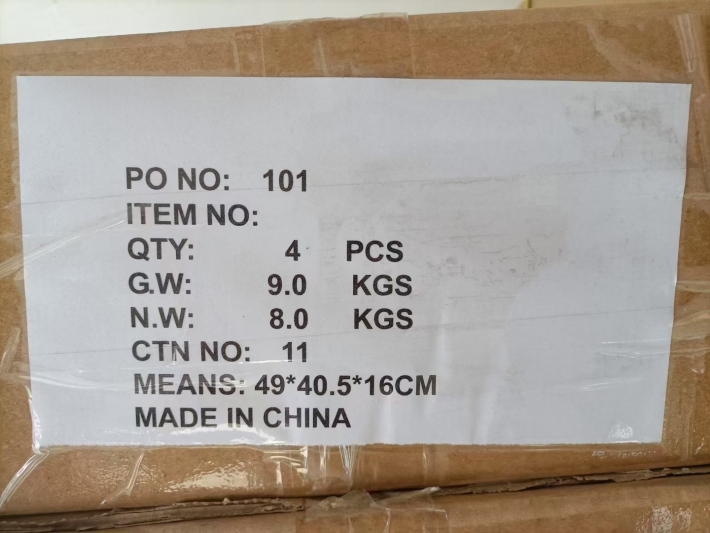 PO NO: 101
ITEM NO:
QTY: 4 PCS
G.W: 9.0 KGS
N.W: 8.0 KGS
CTN NO: 11
MEANS: 49*40.5*16CM
MADE IN CHINA